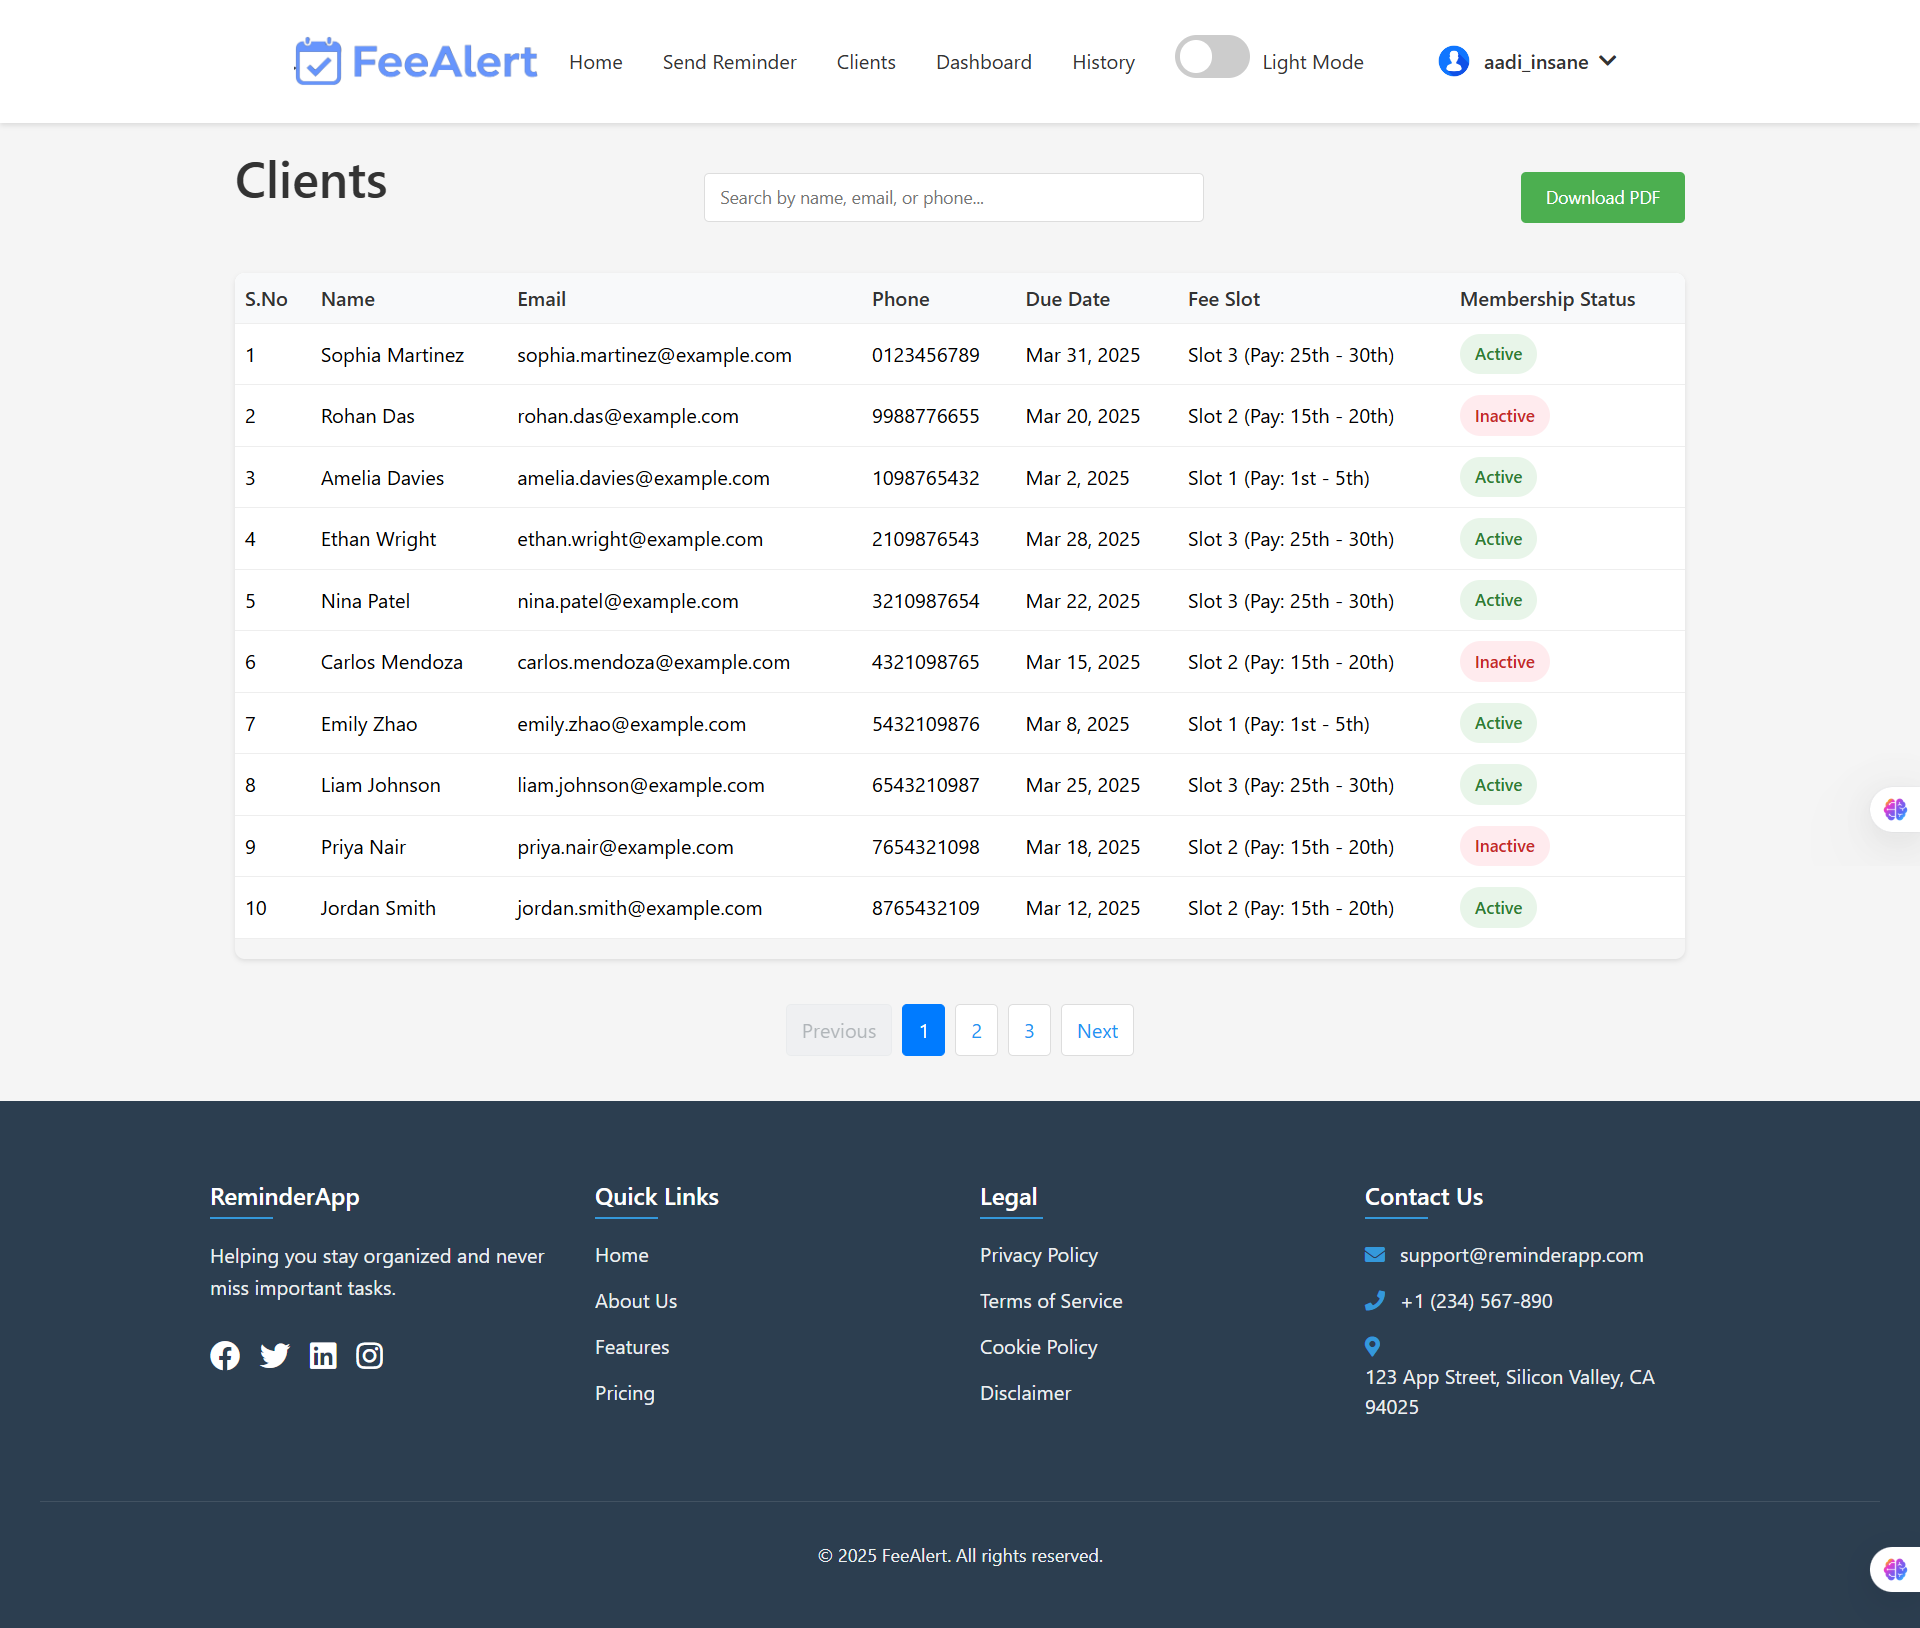 FeeAlert Home Send Reminder Clients Dashboard History Light Mode aadi_insane
Clients
Search by name, email, or phone...
Download PDF
S.No Name Email Phone Due Date Fee Slot Membership Status
1 Sophia Martinez sophia.martinez@example.com 0123456789 Mar 31, 2025 Slot 3 (Pay: 25th - 30th) Active
2 Rohan Das rohan.das@example.com 9988776655 Mar 20, 2025 Slot 2 (Pay: 15th - 20th) Inactive
3 Amelia Davies amelia.davies@example.com 1098765432 Mar 2, 2025 Slot 1 (Pay: 1st - 5th) Active
4 Ethan Wright ethan.wright@example.com 2109876543 Mar 28, 2025 Slot 3 (Pay: 25th - 30th) Active
5 Nina Patel nina.patel@example.com 3210987654 Mar 22, 2025 Slot 3 (Pay: 25th - 30th) Active
6 Carlos Mendoza carlos.mendoza@example.com 4321098765 Mar 15, 2025 Slot 2 (Pay: 15th - 20th) Inactive
7 Emily Zhao emily.zhao@example.com 5432109876 Mar 8, 2025 Slot 1 (Pay: 1st - 5th) Active
8 Liam Johnson liam.johnson@example.com 6543210987 Mar 25, 2025 Slot 3 (Pay: 25th - 30th) Active
9 Priya Nair priya.nair@example.com 7654321098 Mar 18, 2025 Slot 2 (Pay: 15th - 20th) Inactive
10 Jordan Smith jordan.smith@example.com 8765432109 Mar 12, 2025 Slot 2 (Pay: 15th - 20th) Active
Previous 1 2 3 Next
ReminderApp
Helping you stay organized and never
miss important tasks.
Quick Links
Home
About Us
Features
Pricing
Legal
Privacy Policy
Terms of Service
Cookie Policy
Disclaimer
Contact Us
support@reminderapp.com
+1 (234) 567-890
123 App Street, Silicon Valley, CA
94025
© 2025 FeeAlert. All rights reserved.